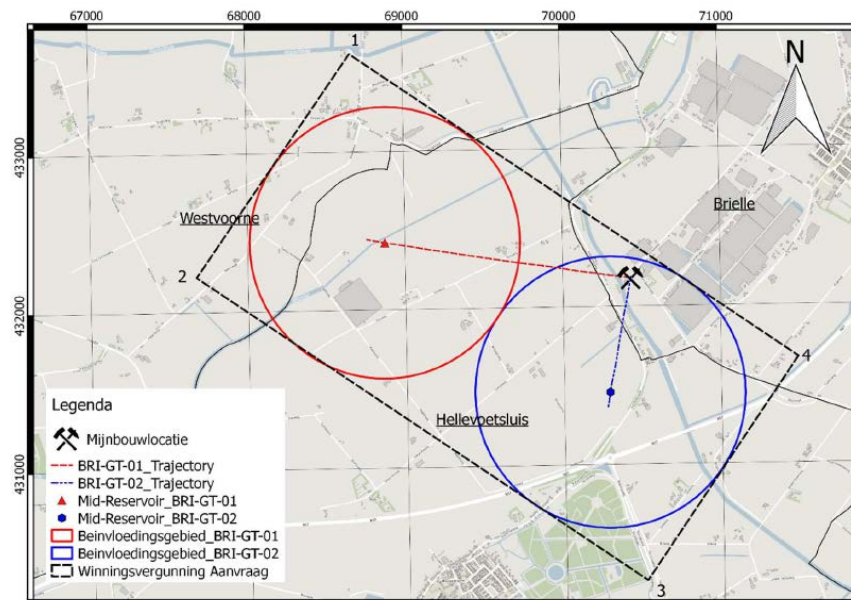 67000 68000 69000 70000 71000
1
N
433000
Westvoorne
Brielle
2
432000
4
Hellevoetsluis
431000
3
Legenda
Mijnbouwlocatie
BRI-GT-01_Trajectory
BRI-GT-02_Trajectory
Mid-Reservoir_BRI-GT-01
Mid-Reservoir_BRI-GT-02
Beinvloedingsgebied_BRI-GT-01
Beinvloedingsgebied_BRI-GT-02
Winningsvergunning Aanvraag